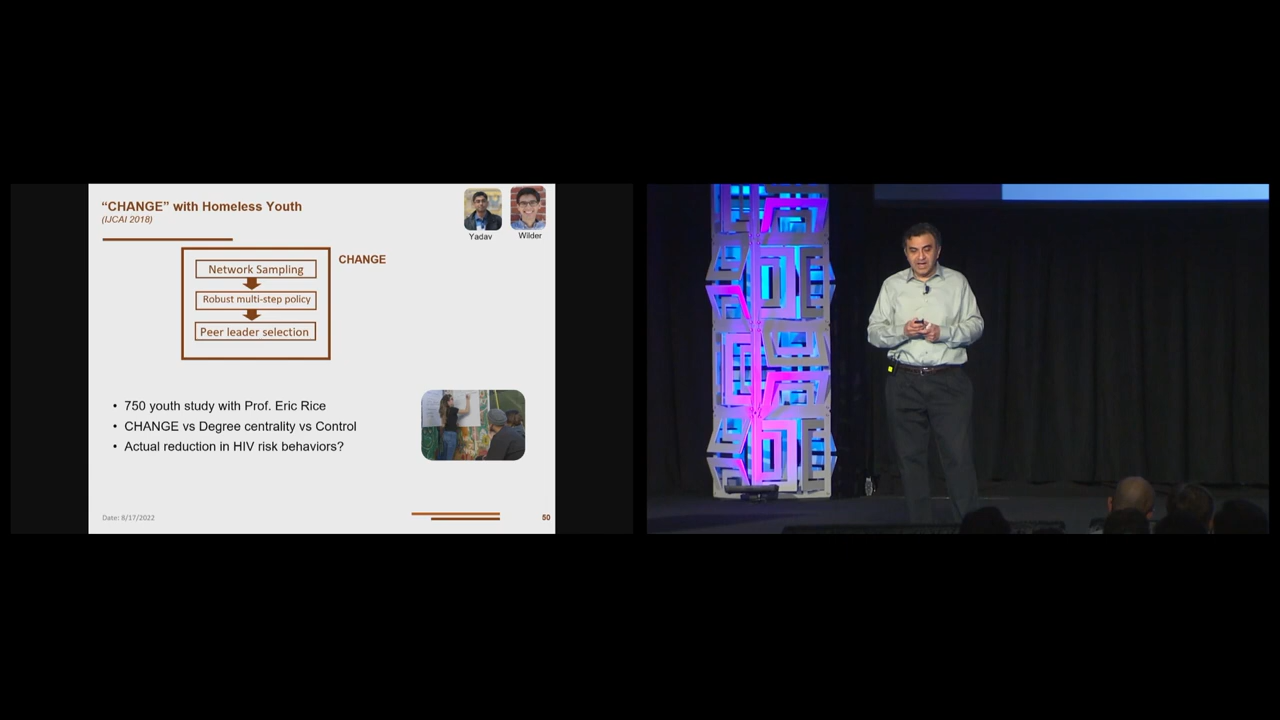 “CHANGE” with Homeless Youth
(IJCAI 2018)
Yadav
Wilder
CHANGE
Network Sampling
Robust multi-step policy
Peer leader selection
• 750 youth study with Prof. Eric Rice
• CHANGE vs Degree centrality vs Control
• Actual reduction in HIV risk behaviors?
Date: 8/17/2022
50